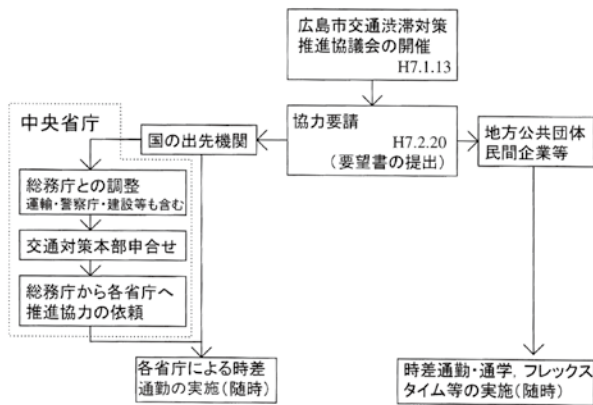 広島市交通渋滞対策
推進協議会の開催
H7.1.13
協力要請
H7.2.20
(要望書の提出)
中央省庁
国の出先機関
地方公共団体
民間企業等
総務庁との調整
運輸・警察庁・建設等も含む
交通対策本部申合せ
総務庁から各省庁へ
推進協力の依頼
各省庁による時差
通勤の実施(随時)
時差通勤・通学, フレックス
タイム等の実施(随時)